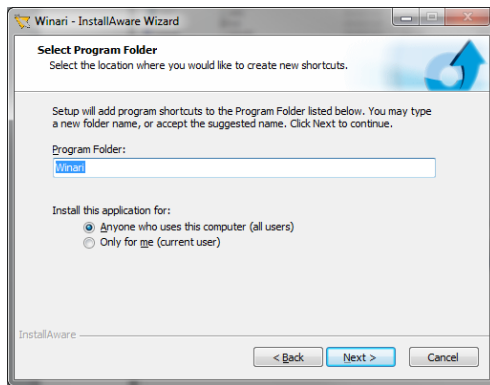 Winari - InstallAware Wizard
Select Program Folder
Select the location where you would like to create new shortcuts.
Setup will add program shortcuts to the Program Folder listed below. You may type
a new folder name, or accept the suggested name. Click Next to continue.
Program Folder:
Winari
Install this application for:
Anyone who uses this computer (all users)
Only for me (current user)
InstallAware
< Back Next > Cancel